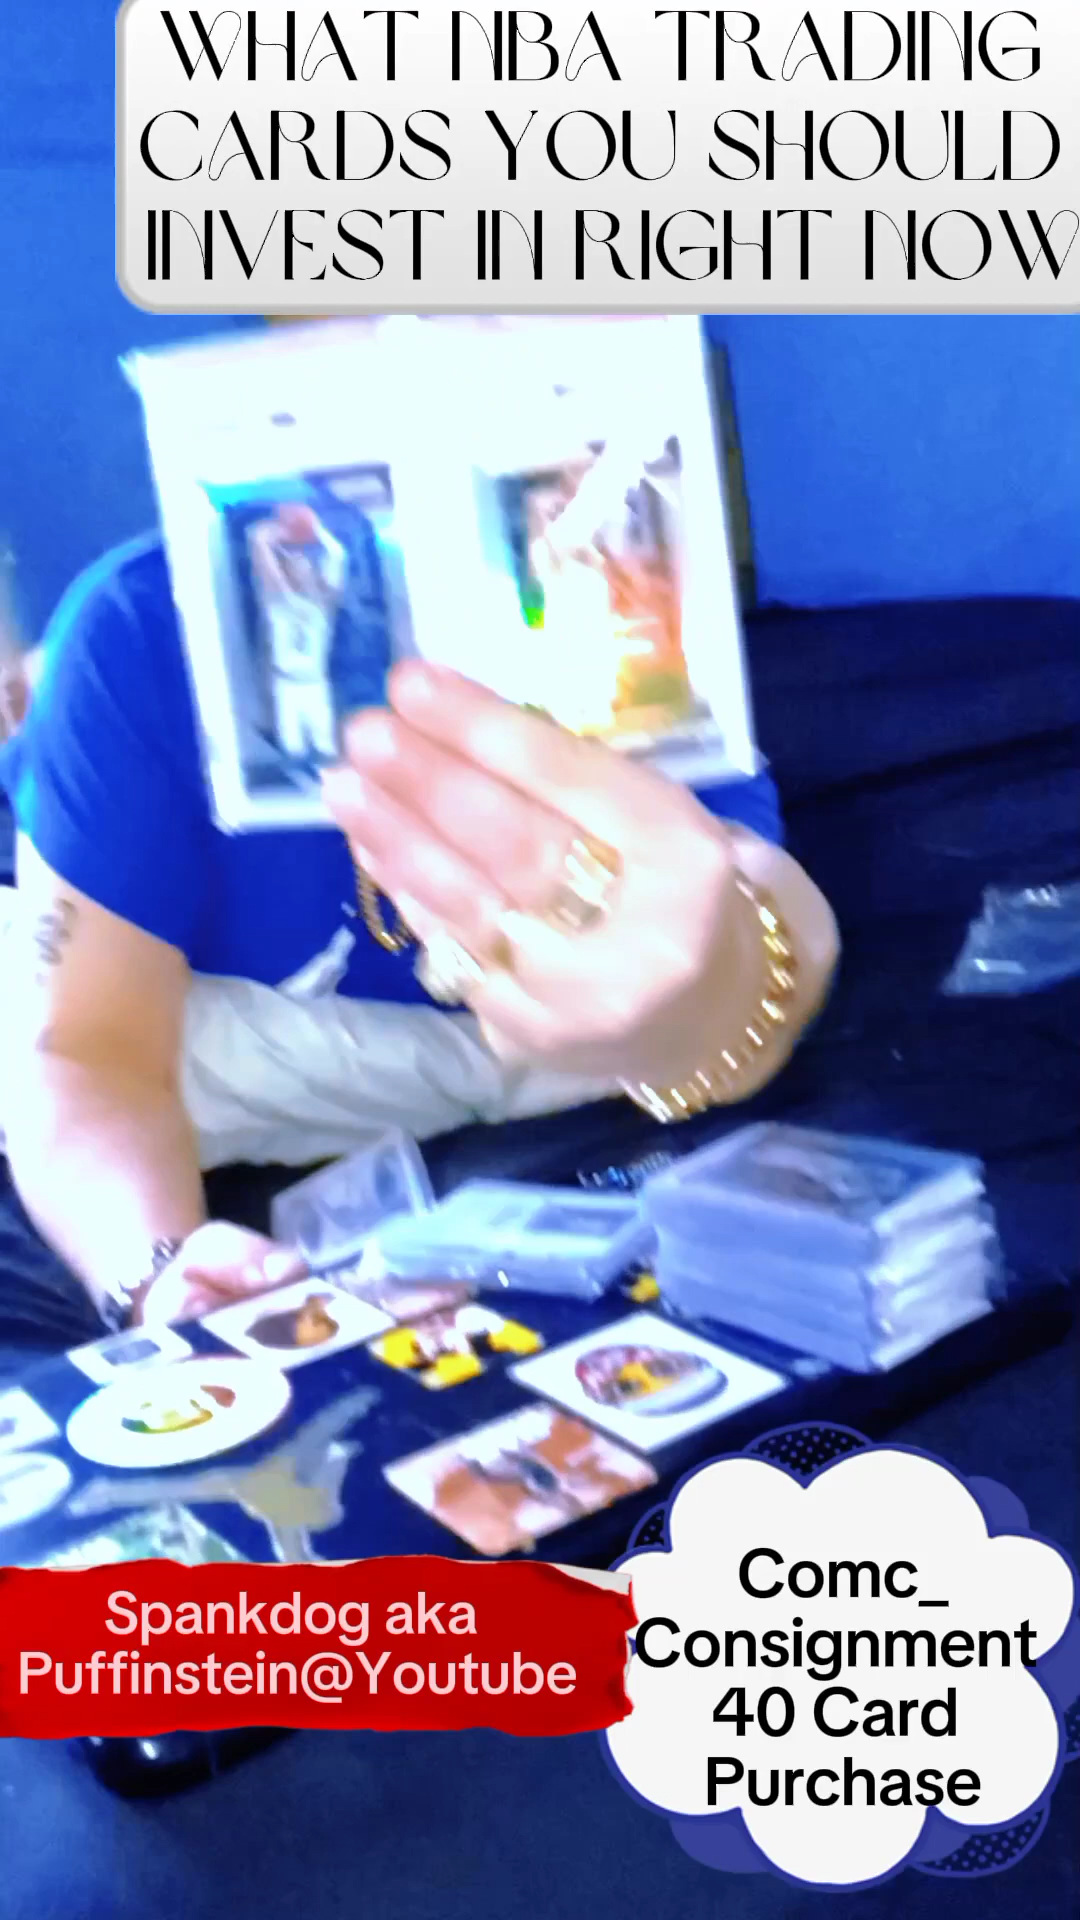 WHAT NBA TRADING
CARDS YOU SHOULD
INVEST IN RIGHT NOW
Spankdog aka
Puffinstein@Youtube
Comc_
Consignment
40 Card
Purchase